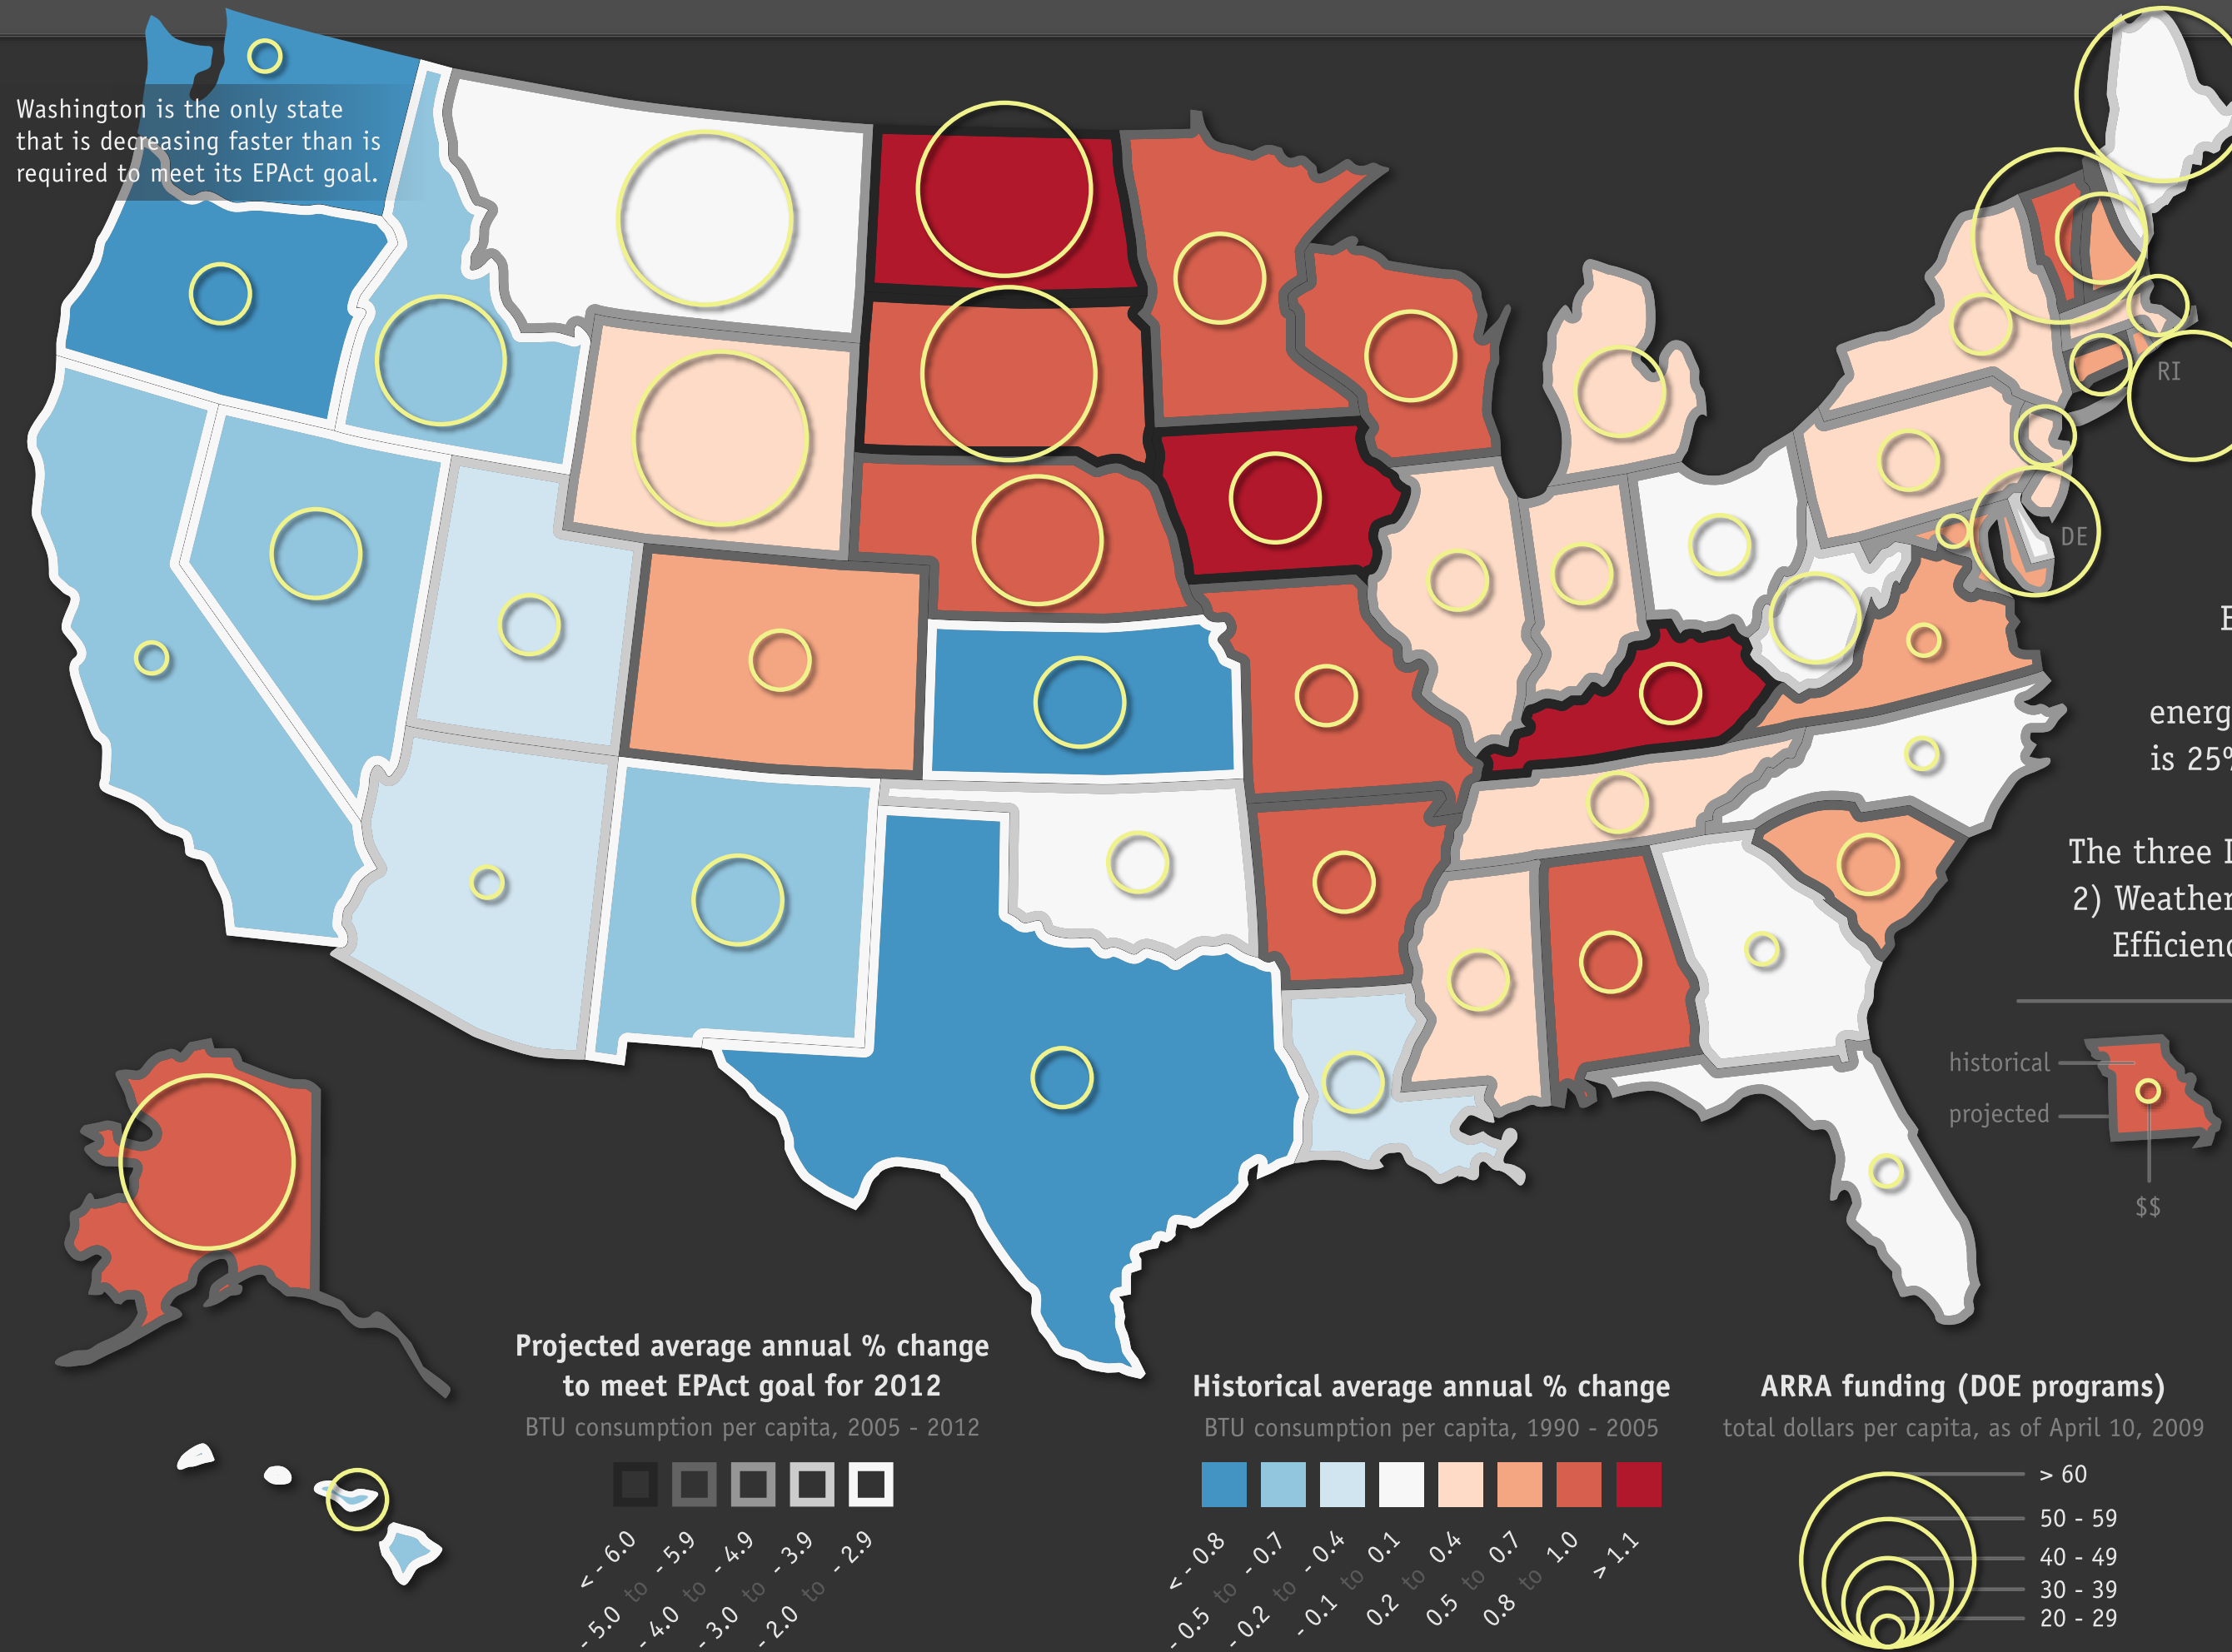 Washington is the only state
that is decreasing faster than is
required to meet its EPAct goal.
RI
DE
E
energ
is 25%
The three I
2) Weather
Efficienc
historical
projected
$$
Projected average annual % change
to meet EPAct goal for 2012
BTU consumption per capita, 2005 - 2012
< - 6.0
- 5.0 to - 5.9
- 4.0 to - 4.9
- 3.0 to - 3.9
- 2.0 to - 2.9
Historical average annual % change
BTU consumption per capita, 1990 - 2005
< - 0.8
- 0.5 to - 0.7
- 0.2 to - 0.4
- 0.1 to 0.1
0.2 to 0.4
0.5 to 0.7
0.8 to 1.0
> 1.1
ARRA funding (DOE programs)
total dollars per capita, as of April 10, 2009
> 60
50 - 59
40 - 49
30 - 39
20 - 29